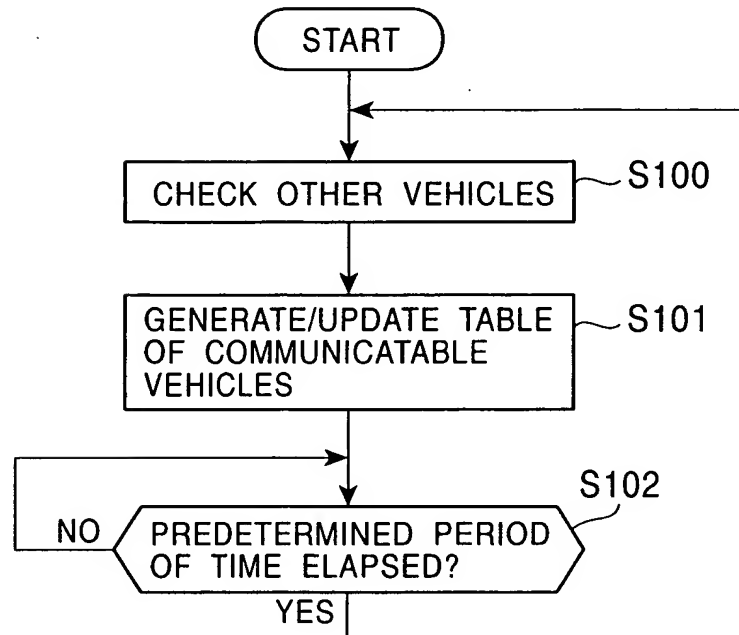 START
CHECK OTHER VEHICLES
S100
GENERATE/UPDATE TABLE
OF COMMUNICATABLE
VEHICLES
S101
S102
NO
PREDETERMINED PERIOD
OF TIME ELAPSED?
YES